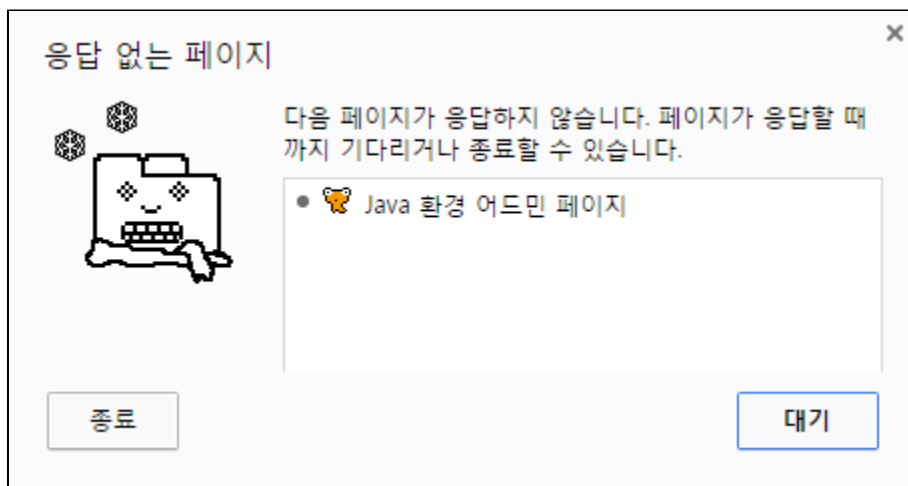 응답 없는 페이지
다음 페이지가 응답하지 않습니다. 페이지가 응답할 때
까지 기다리거나 종료할 수 있습니다.
Java 환경 어드민 페이지
종료
대기